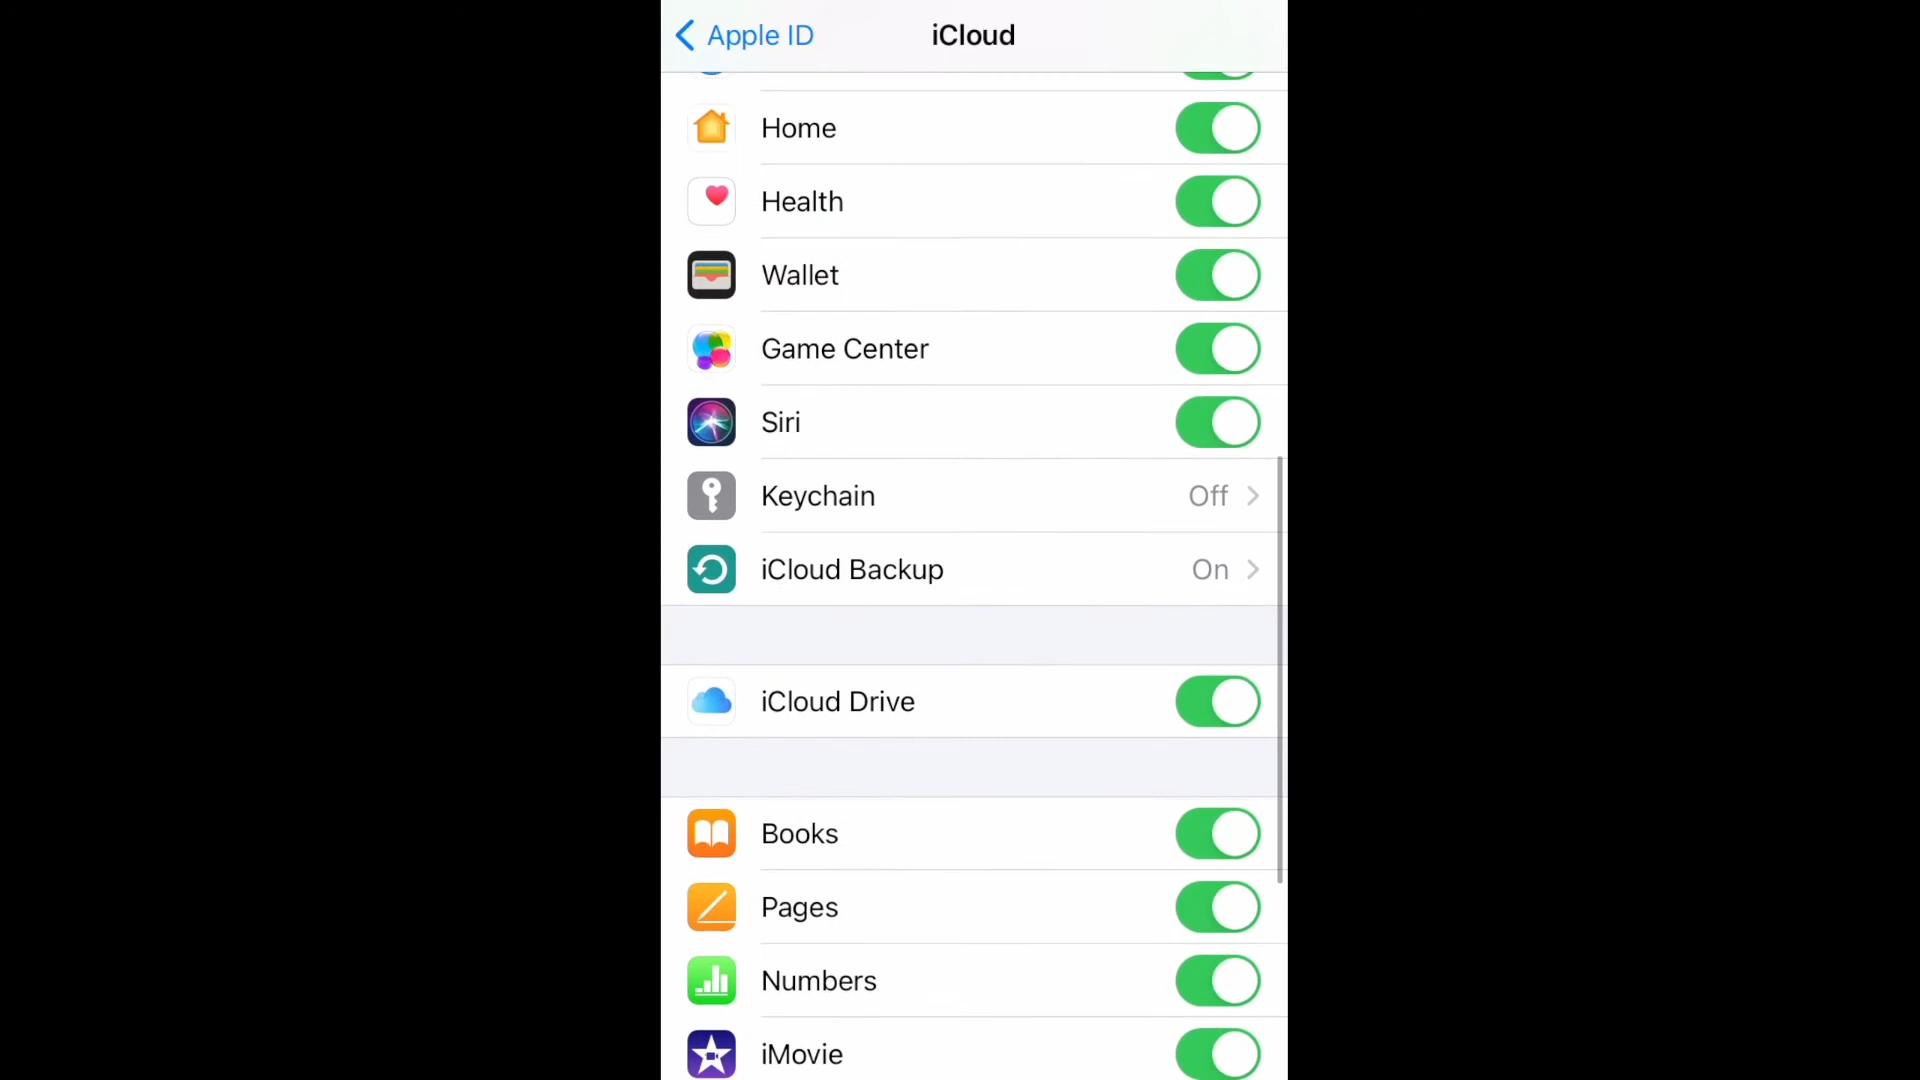 Apple ID
iCloud
Home
Health
Wallet
Game Center
Siri
Keychain Off
iCloud Backup On
iCloud Drive
Books
Pages
Numbers
iMovie